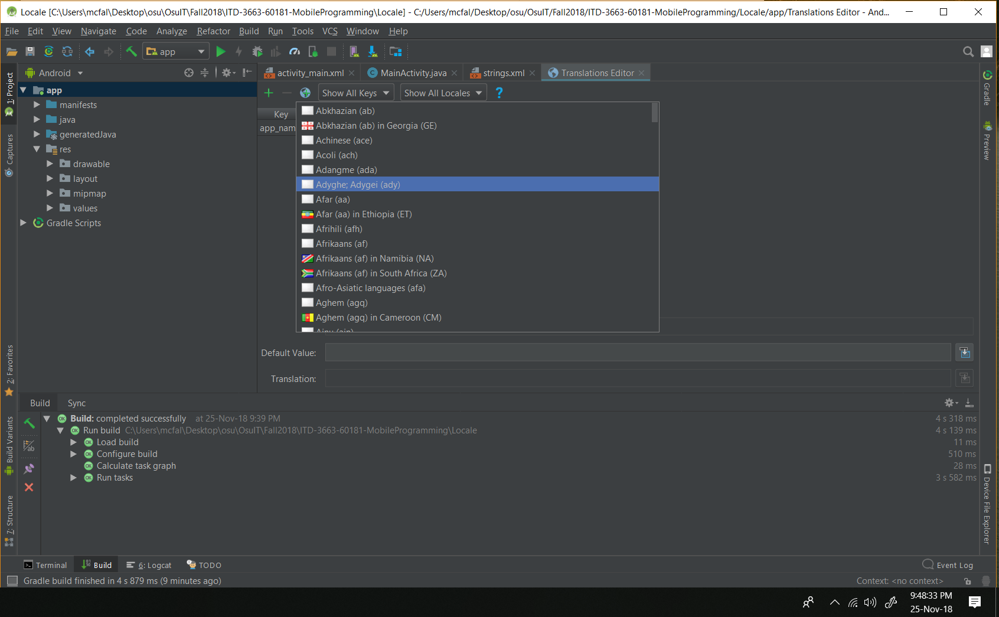 Locale [C:\Users\mcfal\Desktop\osu\OsuIT\Fall2018\ITD-3663-60181-MobileProgramming\Locale] - C:/Users/mcfal/Desktop/osu/OsuIT/Fall2018/ITD-3663-60181-MobileProgramming/Locale/app/Translations Editor - And...
File Edit View Navigate Code Analyze Refactor Build Run Tools VCS Window Help
app
Android
activity_main.xml
MainActivity.java
strings.xml
Translations Editor
1: Project
Captures
2: Favorites
Build Variants
7: Structure
app
manifests
java
generatedJava
res
drawable
layout
mipmap
values
Gradle Scripts
Show All Keys
Show All Locales
?
Key
app_nam
Abkhazian (ab)
Abkhazian (ab) in Georgia (GE)
Achinese (ace)
Acoli (ach)
Adangme (ada)
Adyghe; Adygei (ady)
Afar (aa)
Afar (aa) in Ethiopia (ET)
Afrihili (afh)
Afrikaans (af)
Afrikaans (af) in Namibia (NA)
Afrikaans (af) in South Africa (ZA)
Afro-Asiatic languages (afa)
Aghem (agq)
Aghem (agq) in Cameroon (CM)
Ainu (ain)
Default Value:
Translation:
Gradle
Preview
Device File Explorer
Build Sync
Build: completed successfully at 25-Nov-18 9:39 PM 4 s 318 ms
Run build C:\Users\mcfal\Desktop\osu\OsuIT\Fall2018\ITD-3663-60181-MobileProgramming\Locale 4 s 139 ms
Load build 11 ms
Configure build 510 ms
Calculate task graph 28 ms
Run tasks 3 s 582 ms
Terminal Build 6: Logcat TODO Event Log
Gradle build finished in 4 s 879 ms (9 minutes ago) Context: <no context>
9:48:33 PM
25-Nov-18